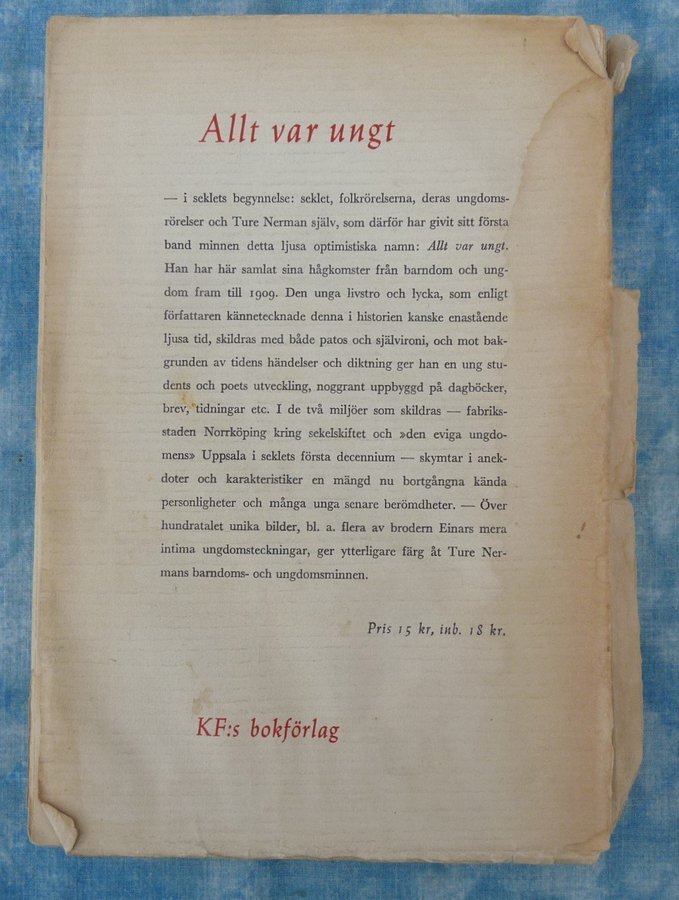 Allt var ungt
— i seklets begynnelse: seklet, folkrörelserna, deras ungdoms-
rörelser och Ture Nerman själv, som därför har givit sitt första
band minnen detta ljusa optimistiska namn: Allt var ungt.
Han har här samlat sina hågkomster från barndom och ung-
dom fram till 1909. Den unga livstro och lycka, som enligt
författaren kännetecknade denna i historien kanske enastående
ljusa tid, skildras med både patos och självironi, och mot bak-
grunden av tidens händelser och diktning ger han en ung stu-
dents och poets utveckling, noggrant uppbyggd på dagböcker,
brev, tidningar etc. I de två miljöer som skildras — fabriks-
staden Norrköping kring sekelskiftet och »den eviga ungdo-
mens» Uppsala i seklets första decennium — skymtar i anek-
doter och karakteristiker en mängd nu bortgångna kända
personligheter och många unga senare berömdheter. — Över
hundratalet unika bilder, bl. a. flera av brodern Einars mera
intima ungdomsteckningar, ger ytterligare färg åt Ture Ner-
mans barndoms- och ungdomsminnen.
Pris 15 kr, inb. 18 kr.
KF:s bokförlag